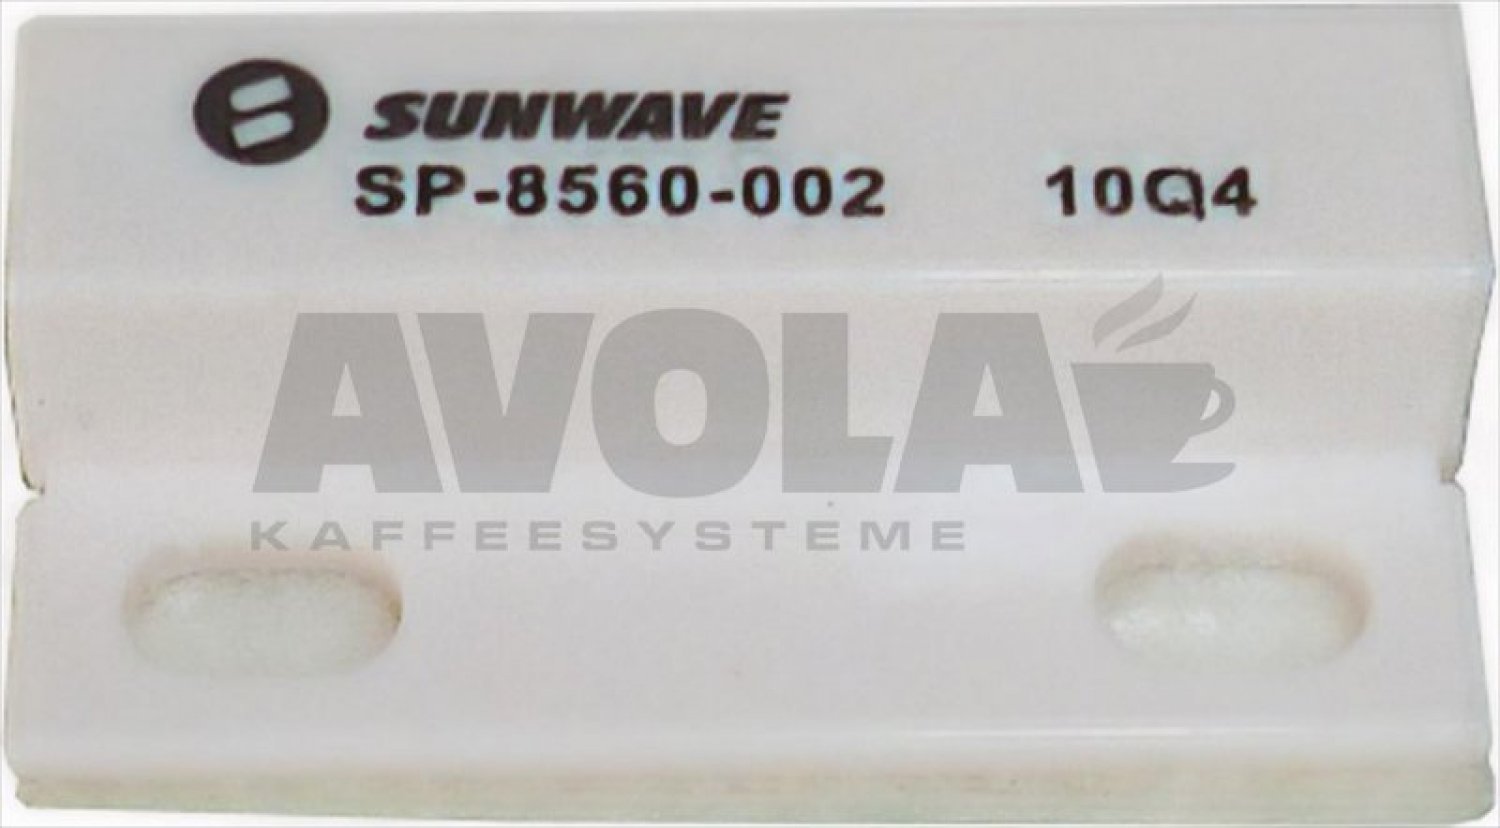 SUNWAVE
SP-8560-002 10Q4
AVOLA
KAFFEESYSTEME